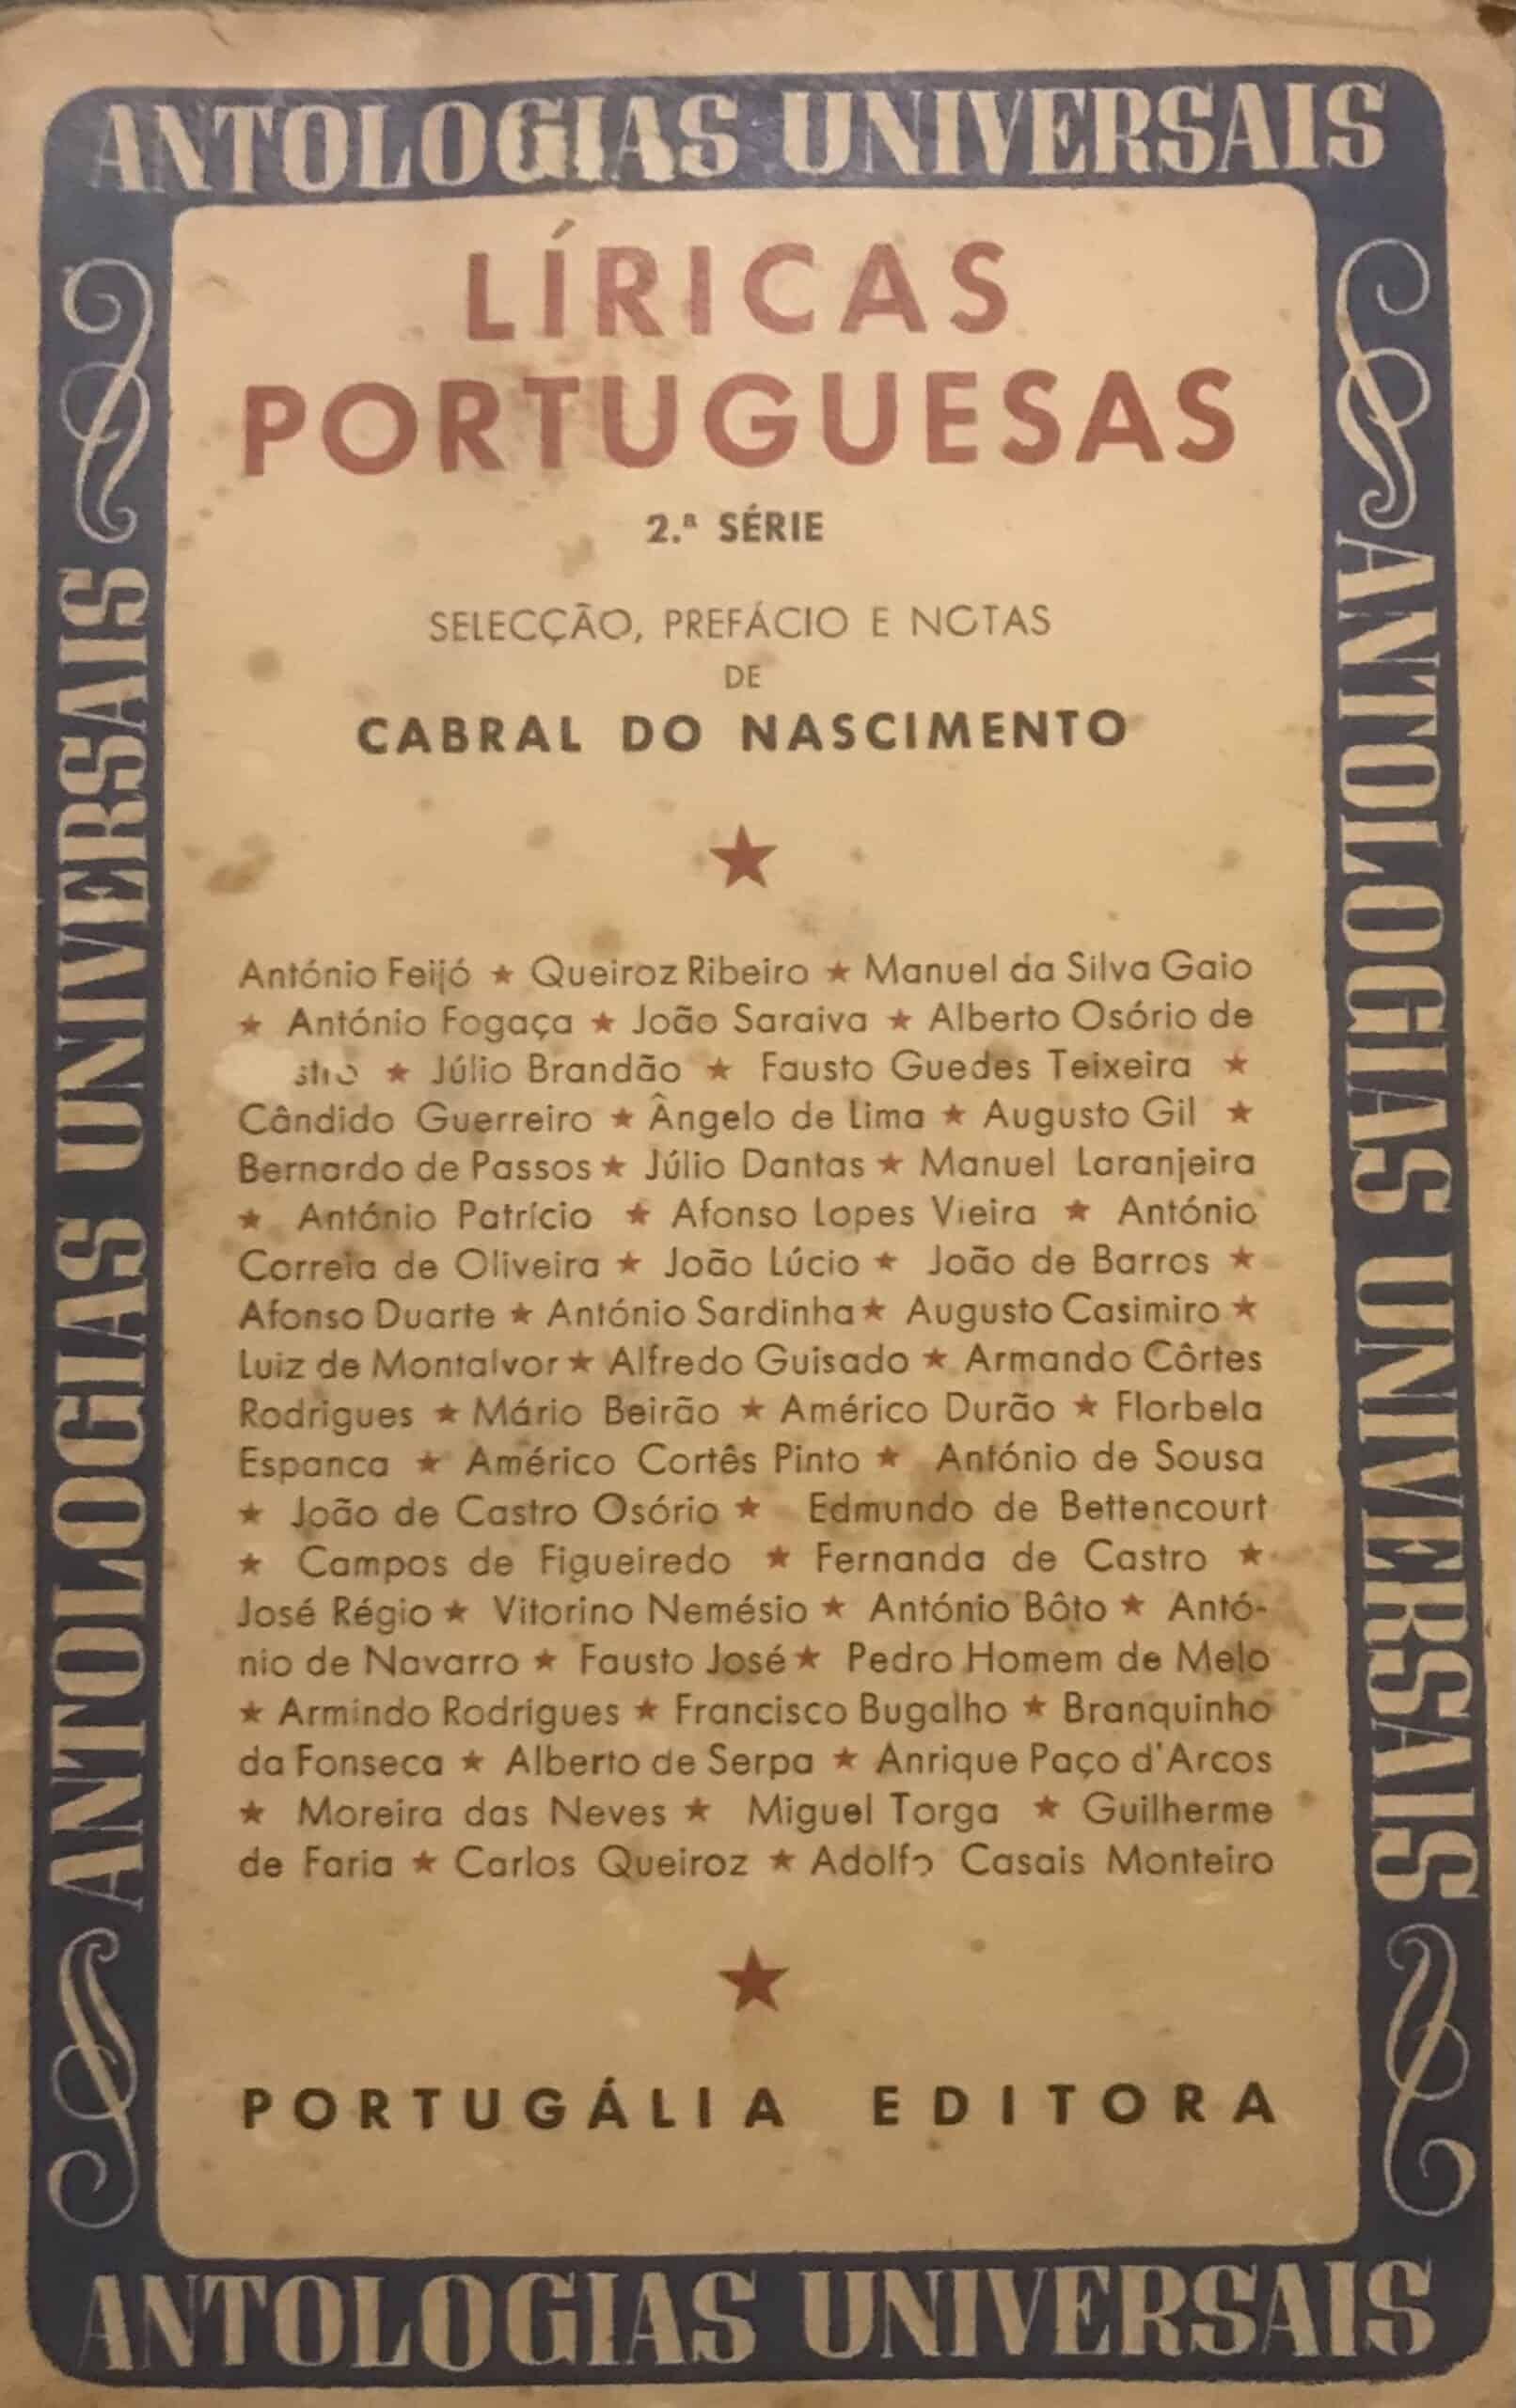 ANTOLOGIAS UNIVERSAIS
ANTOLOGIAS UNIVERSAIS
ANTOLOGIAS UNIVERSAIS
LÍRICAS
PORTUGUESAS
2.ª SÉRIE
SELECÇÃO, PREFÁCIO E NOTAS
DE
CABRAL DO NASCIMENTO
★
António Feijó ★ Queiroz Ribeiro ★ Manuel da Silva Gaio
★ António Fogaça ★ João Saraiva ★ Alberto Osório de
★ Júlio Brandão ★ Fausto Guedes Teixeira ★
Cândido Guerreiro ★ Ângelo de Lima ★ Augusto Gil ★
Bernardo de Passos ★ Júlio Dantas ★ Manuel Laranjeira
★ António Patrício ★ Afonso Lopes Vieira ★ António
Correia de Oliveira ★ João Lúcio ★ João de Barros ★
Afonso Duarte ★ António Sardinha ★ Augusto Casimiro ★
Luiz de Montalvor ★ Alfredo Guisado ★ Armando Côrtes
Rodrigues ★ Mário Beirão ★ Américo Durão ★ Florbela
Espanca ★ Américo Cortês Pinto ★ António de Sousa
★ João de Castro Osório ★ Edmundo de Bettencourt
★ Campos de Figueiredo ★ Fernanda de Castro ★
José Régio ★ Vitorino Nemésio ★ António Bôto ★ Antó-
nio de Navarro ★ Fausto José ★ Pedro Homem de Melo
★ Armindo Rodrigues ★ Francisco Bugalho ★ Branquinho
da Fonseca ★ Alberto de Serpa ★ Anrique Paço d'Arcos
★ Moreira das Neves ★ Miguel Torga ★ Guilherme
de Faria ★ Carlos Queiroz ★ Adolfo Casais Monteiro
★
PORTUGÁLIA EDITORA
ANTOLOGIAS UNIVERSAIS